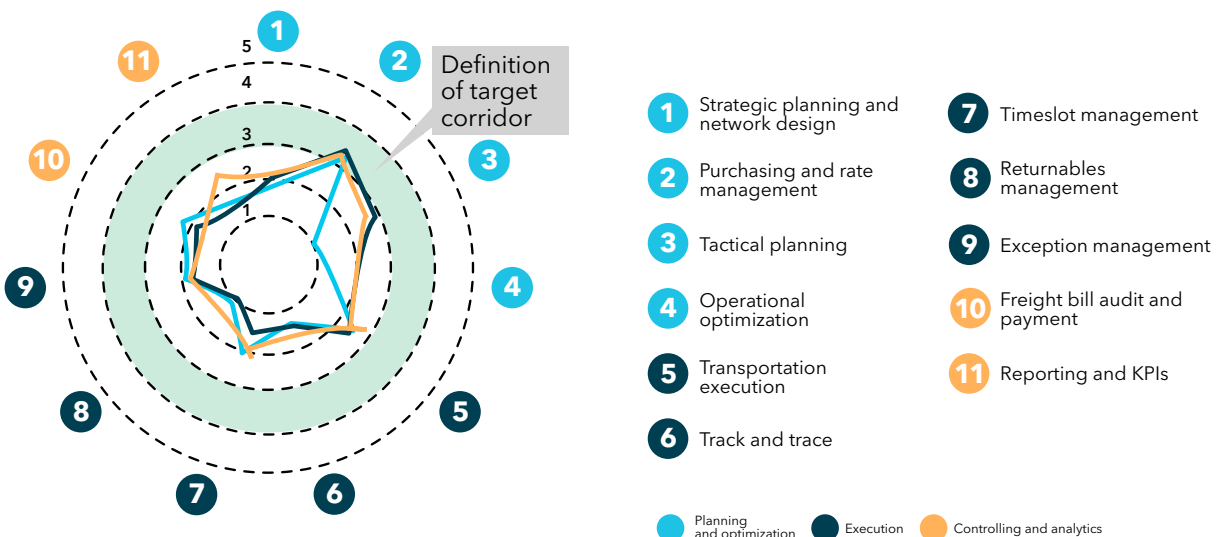 1
5
11
2
4
Definition
of target
corridor
3
10
3
2
1
9
4
8
5
7
6
1
Strategic planning and
network design
2
Purchasing and rate
management
3
Tactical planning
4
Operational
optimization
5
Transportation
execution
6
Track and trace
7
Timeslot management
8
Returnables
management
9
Exception management
10
Freight bill audit and
payment
11
Reporting and KPIs
Planning
and optimization
Execution
Controlling and analytics